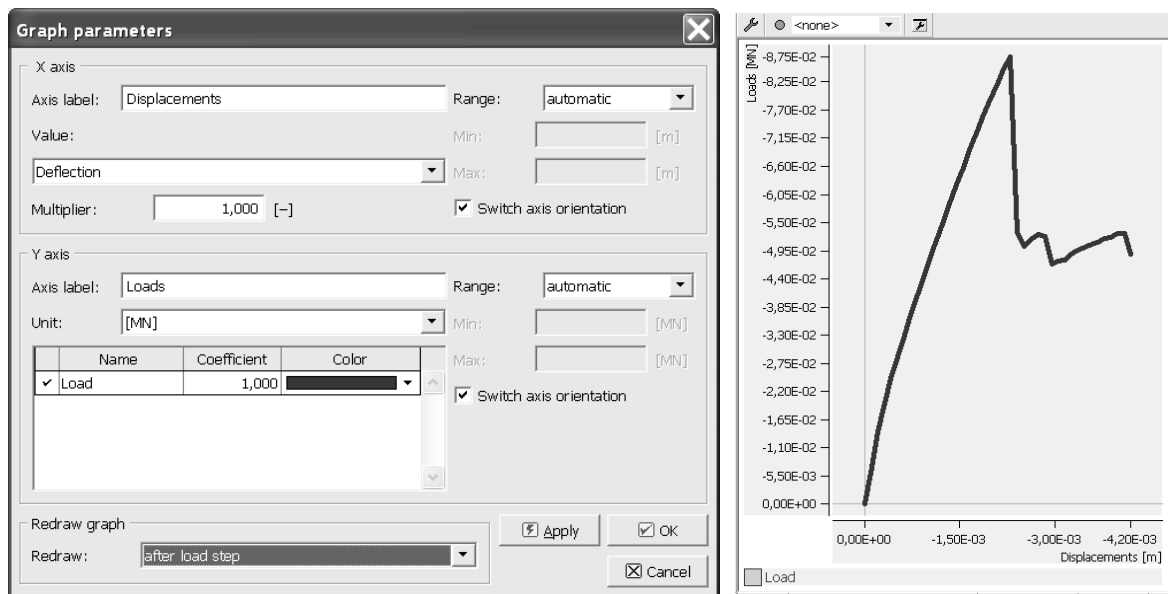 Graph parameters
X axis
Axis label: Displacements Range: automatic
Value: Min: [m]
Deflection Max: [m]
Multiplier: 1,000 [−] Switch axis orientation
Y axis
Axis label: Loads Range: automatic
Unit: [MN] Min: [MN]
Name Coefficient Color Max: [MN]
Load 1,000
Switch axis orientation
Redraw graph
Redraw: after load step
Apply OK
Cancel
<none>
Loads [MN]
-8,75E-02
-8,25E-02
-7,70E-02
-7,15E-02
-6,60E-02
-6,05E-02
-5,50E-02
-4,95E-02
-4,40E-02
-3,85E-02
-3,30E-02
-2,75E-02
-2,20E-02
-1,65E-02
-1,10E-02
-5,50E-03
0,00E+00
0,00E+00 -1,50E-03 -3,00E-03 -4,20E-03
Displacements [m]
Load